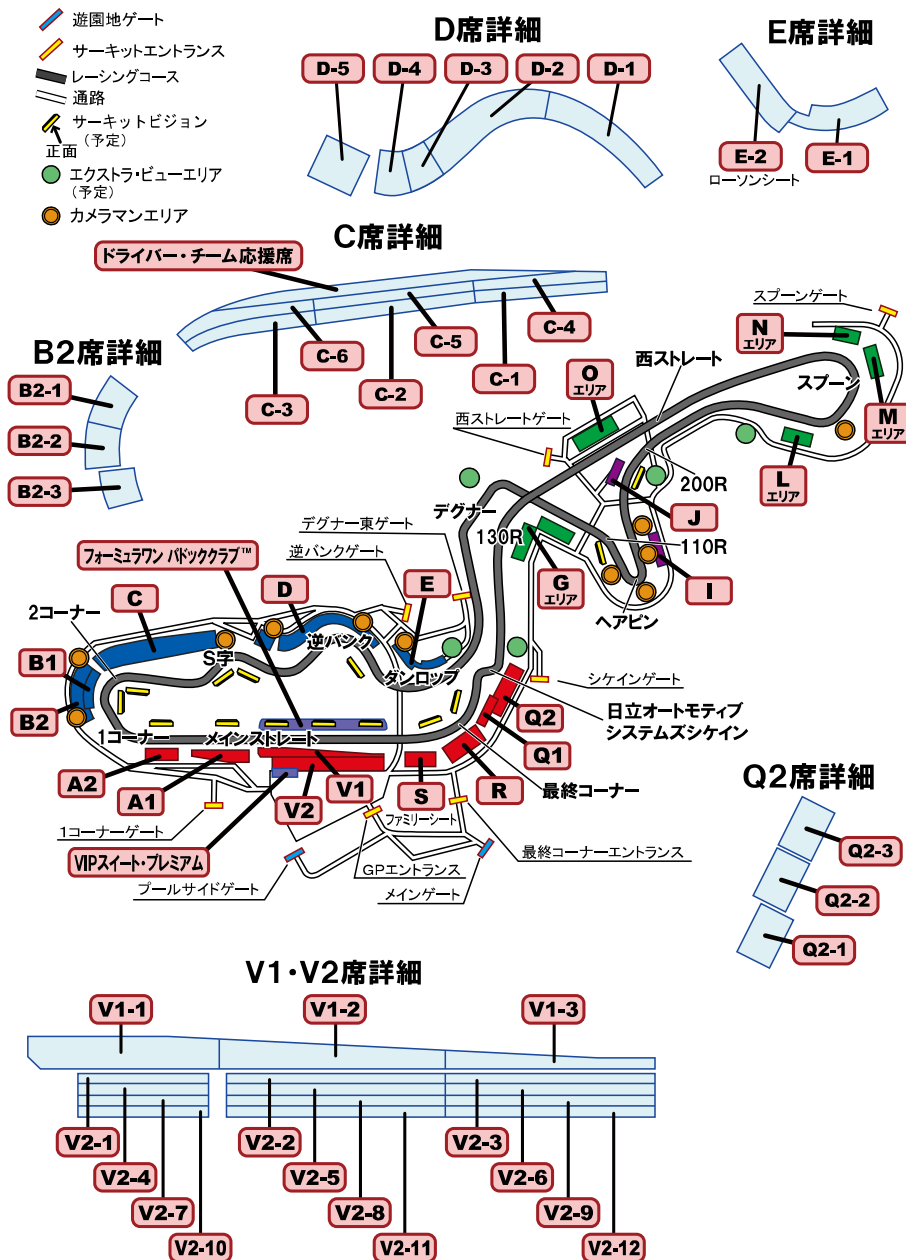 遊園地ゲート
サーキットエントランス
レーシングコース
通路
サーキットビジョン
(予定)
正面
エクストラ・ビューエリア
(予定)
カメラマンエリア
D席詳細
D-5
D-4
D-3
D-2
D-1
E席詳細
E-2
ローソンシート
E-1
C席詳細
ドライバー・チーム応援席
C-6
C-5
C-4
C-3
C-2
C-1
B2席詳細
B2-1
B2-2
B2-3
スプーンゲート
N
エリア
M
エリア
L
エリア
スプーン
西ストレート
O
エリア
西ストレートゲート
200R
J
デグナー
130R
110R
I
G
エリア
ヘアピン
デグナー東ゲート
逆バンクゲート
フォーミュラワン パドッククラブ™
2コーナー
C
D
E
B1
B2
S字
逆バンク
ダンロップ
シケインゲート
日立オートモティブ
システムズシケイン
1コーナー
メインストレート
Q2
Q1
最終コーナー
A2
A1
V2
V1
S
ファミリーシート
R
1コーナーゲート
VIPスイート・プレミアム
プールサイドゲート
GPエントランス
メインゲート
最終コーナーエントランス
Q2席詳細
Q2-3
Q2-2
Q2-1
V1・V2席詳細
V1-1
V1-2
V1-3
V2-1
V2-2
V2-3
V2-4
V2-5
V2-6
V2-7
V2-8
V2-9
V2-10
V2-11
V2-12